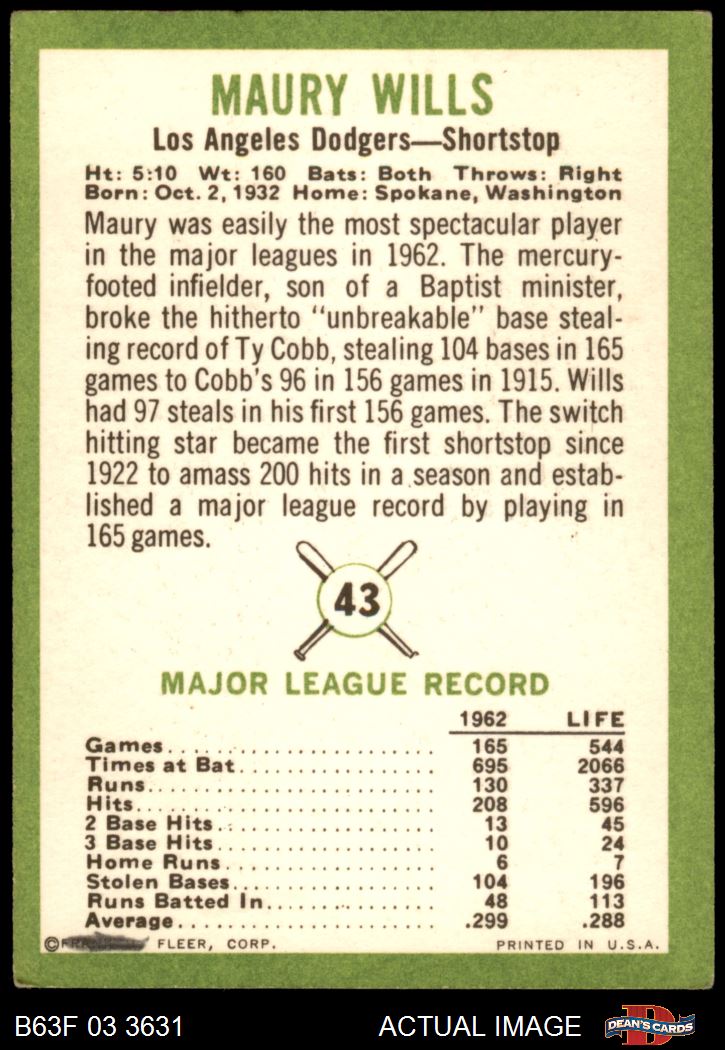 MAURY WILLS
Los Angeles Dodgers—Shortstop
Ht: 5:10 Wt: 160 Bats: Both Throws: Right
Born: Oct. 2, 1932 Home: Spokane, Washington
Maury was easily the most spectacular player
in the major leagues in 1962. The mercury-
footed infielder, son of a Baptist minister,
broke the hitherto "unbreakable" base steal-
ing record of Ty Cobb, stealing 104 bases in 165
games to Cobb's 96 in 156 games in 1915. Wills
had 97 steals in his first 156 games. The switch
hitting star became the first shortstop since
1922 to amass 200 hits in a season and estab-
lished a major league record by playing in
165 games.
43
MAJOR LEAGUE RECORD
1962 LIFE
Games 165 544
Times at Bat 695 2066
Runs 130 337
Hits 208 596
2 Base Hits 13 45
3 Base Hits 10 24
Home Runs 6 7
Stolen Bases 104 196
Runs Batted In 48 113
Average .299 .288
© FLEER, CORP. PRINTED IN U.S.A.
B63F 03 3631 ACTUAL IMAGE D DEAN'S CARDS